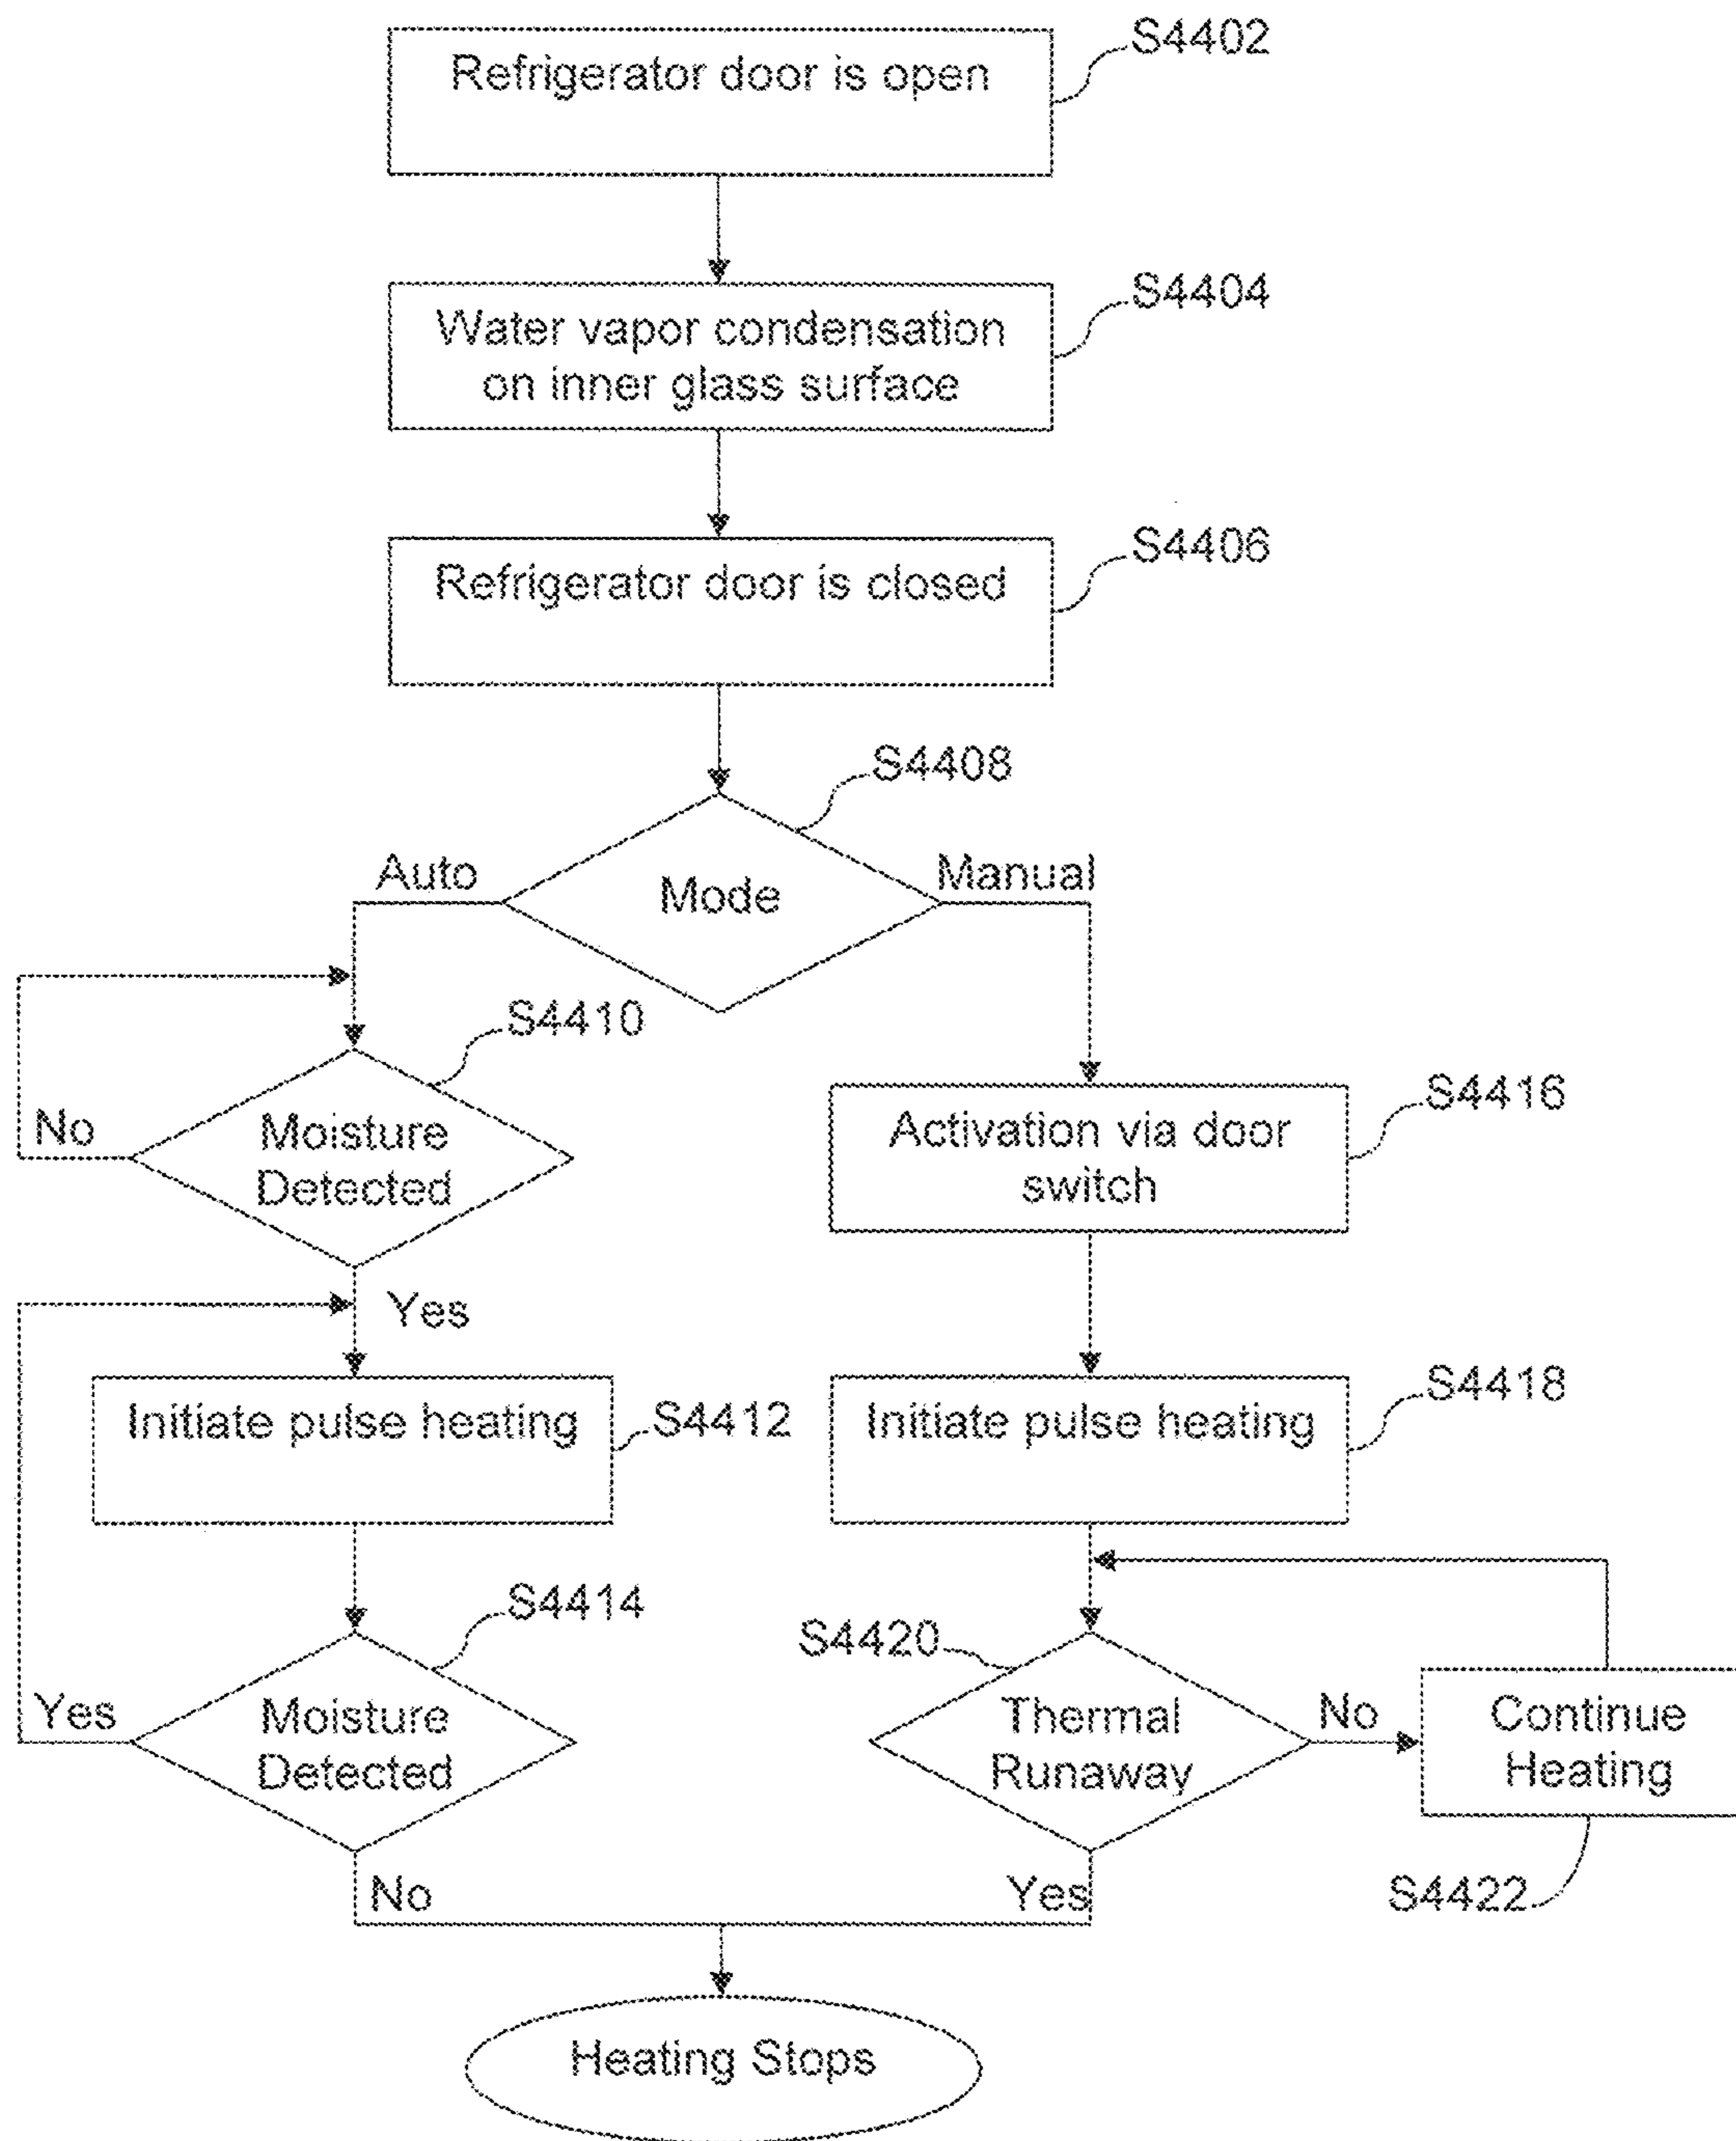 Refrigerator door is open
S4402
Water vapor condensation
on inner glass surface
S4404
Refrigerator door is closed
S4406
S4408
Auto
Mode
Manual
S4410
No
Moisture
Detected
Yes
S4416
Activation via door
switch
Initiate pulse heating
S4412
Initiate pulse heating
S4418
S4414
Yes
Moisture
Detected
No
S4420
Thermal
Runaway
No
Continue
Heating
S4422
Yes
Heating Stops